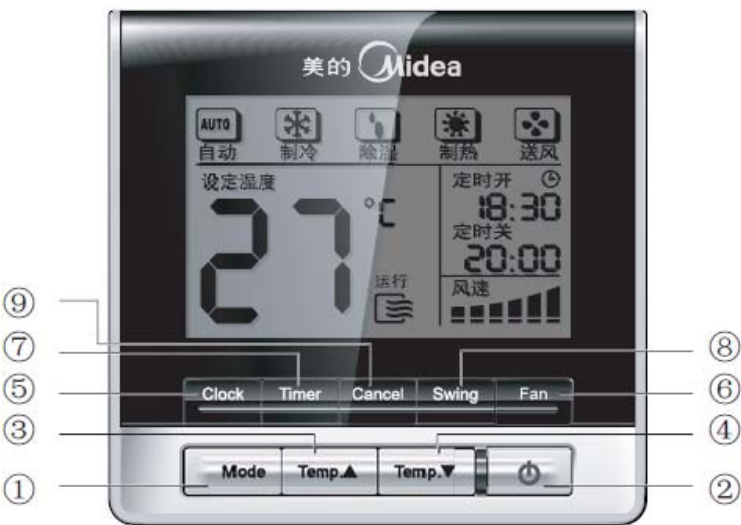 美的 Midea
AUTO
自动 制冷 除湿 制热 送风
设定温度
27℃
定时开
18:30
定时关
20:00
运行
风速
⑨
⑦
⑧
⑤
Clock Timer Cancel Swing Fan
⑥
③
④
①
Mode Temp.▲ Temp.▼
②